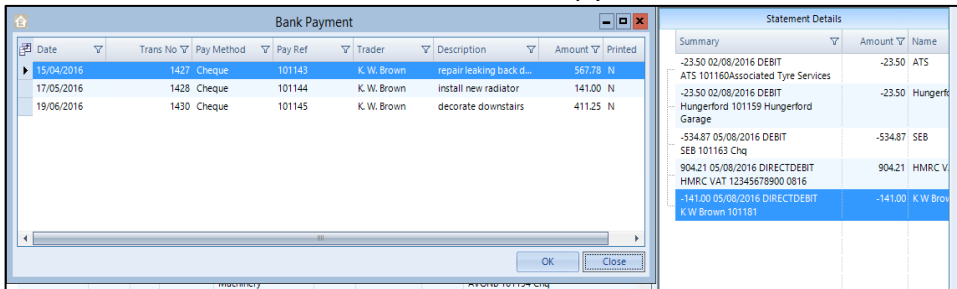 Bank Payment
Date Trans No Pay Method Pay Ref Trader Description Amount Printed
15/04/2016 1427 Cheque 101143 K. W. Brown repair leaking back d... 567.78 N
17/05/2016 1428 Cheque 101144 K. W. Brown install new radiator 141.00 N
19/06/2016 1430 Cheque 101145 K. W. Brown decorate downstairs 411.25 N
OK Close
Statement Details
Summary Amount Name
-23.50 02/08/2016 DEBIT -23.50 ATS
ATS 101160Associated Tyre Services
-23.50 02/08/2016 DEBIT -23.50 Hungerfo
Hungerford 101159 Hungerford
Garage
-534.87 05/08/2016 DEBIT -534.87 SEB
SEB 101163 Chq
904.21 05/08/2016 DIRECTDEBIT 904.21 HMRC V
HMRC VAT 12345678900 0816
-141.00 05/08/2016 DIRECTDEBIT -141.00 K W Brov
K W Brown 101181